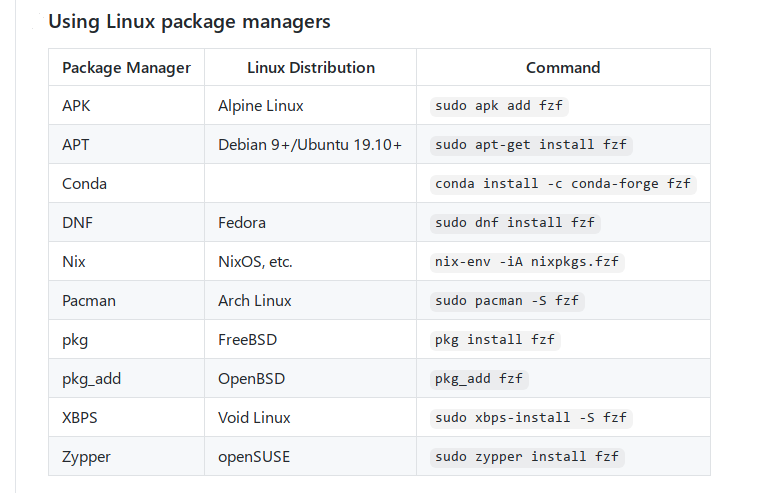 Using Linux package managers
Package Manager Linux Distribution Command
APK Alpine Linux sudo apk add fzf
APT Debian 9+/Ubuntu 19.10+ sudo apt-get install fzf
Conda conda install -c conda-forge fzf
DNF Fedora sudo dnf install fzf
Nix NixOS, etc. nix-env -iA nixpkgs.fzf
Pacman Arch Linux sudo pacman -S fzf
pkg FreeBSD pkg install fzf
pkg_add OpenBSD pkg_add fzf
XBPS Void Linux sudo xbps-install -S fzf
Zypper openSUSE sudo zypper install fzf